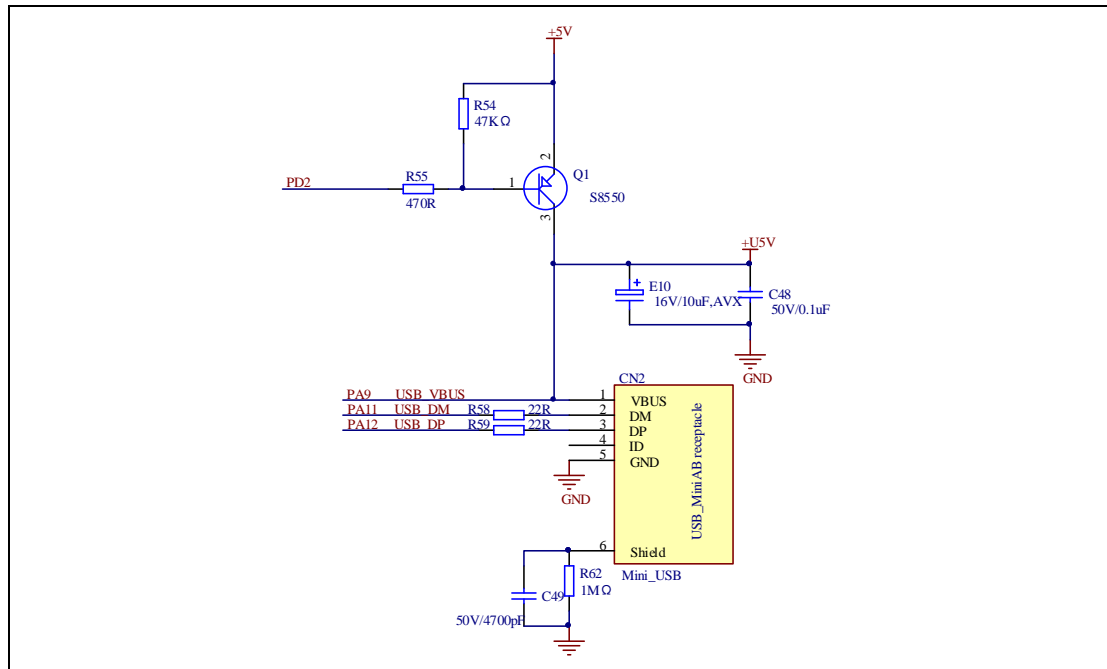 +5V
R54
47KΩ
2
R55
PD2
470R
1
Q1
S8550
3
+U5V
E10
+
16V/10uF,AVX
C48
50V/0.1uF
GND
CN2
PA9 USB_VBUS
1
VBUS
PA11 USB_DM
R58
22R
2
DM
PA12 USB_DP
R59
22R
3
DP
4
ID
5
GND
GND
USB_MiniAB receptacle
6
Shield
Mini_USB
R62
1MΩ
C49
50V/4700pF